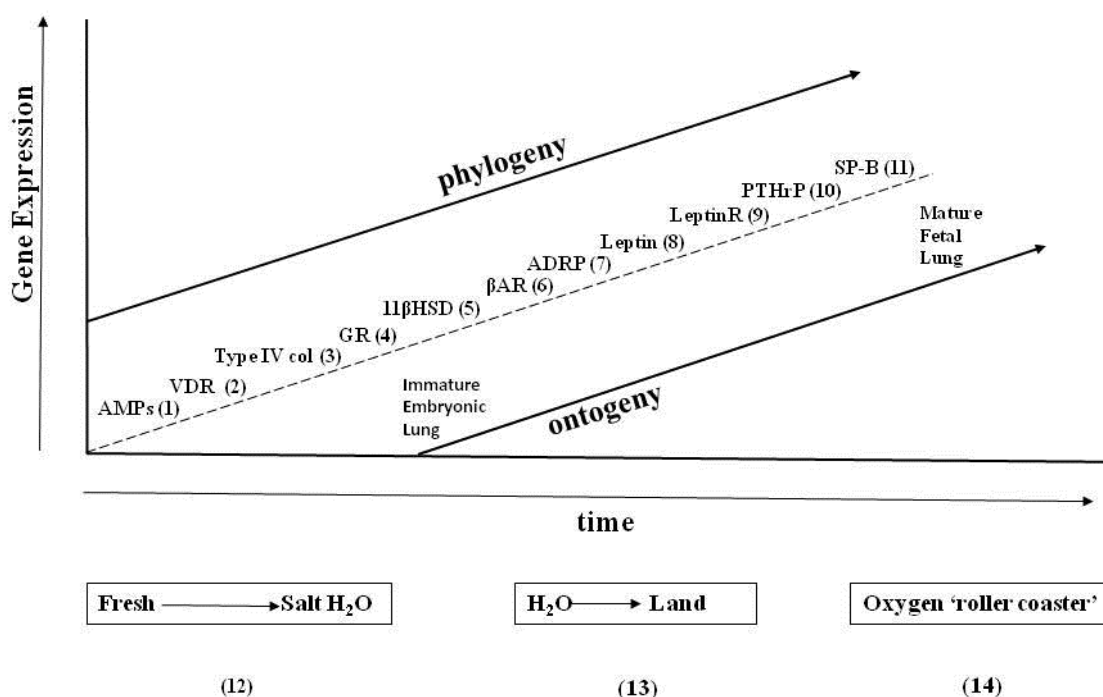 Gene Expression
phylogeny
SP-B (11)
PTHrP (10)
LeptinR (9)
Leptin (8)
ADRP (7)
βAR (6)
11βHSD (5)
GR (4)
Type IV col (3)
VDR (2)
AMPs (1)
Mature
Fetal
Lung
Immature
Embryonic
Lung
ontogeny
time
Fresh Salt H₂O
H₂O Land
Oxygen ‘roller coaster’
(12)
(13)
(14)